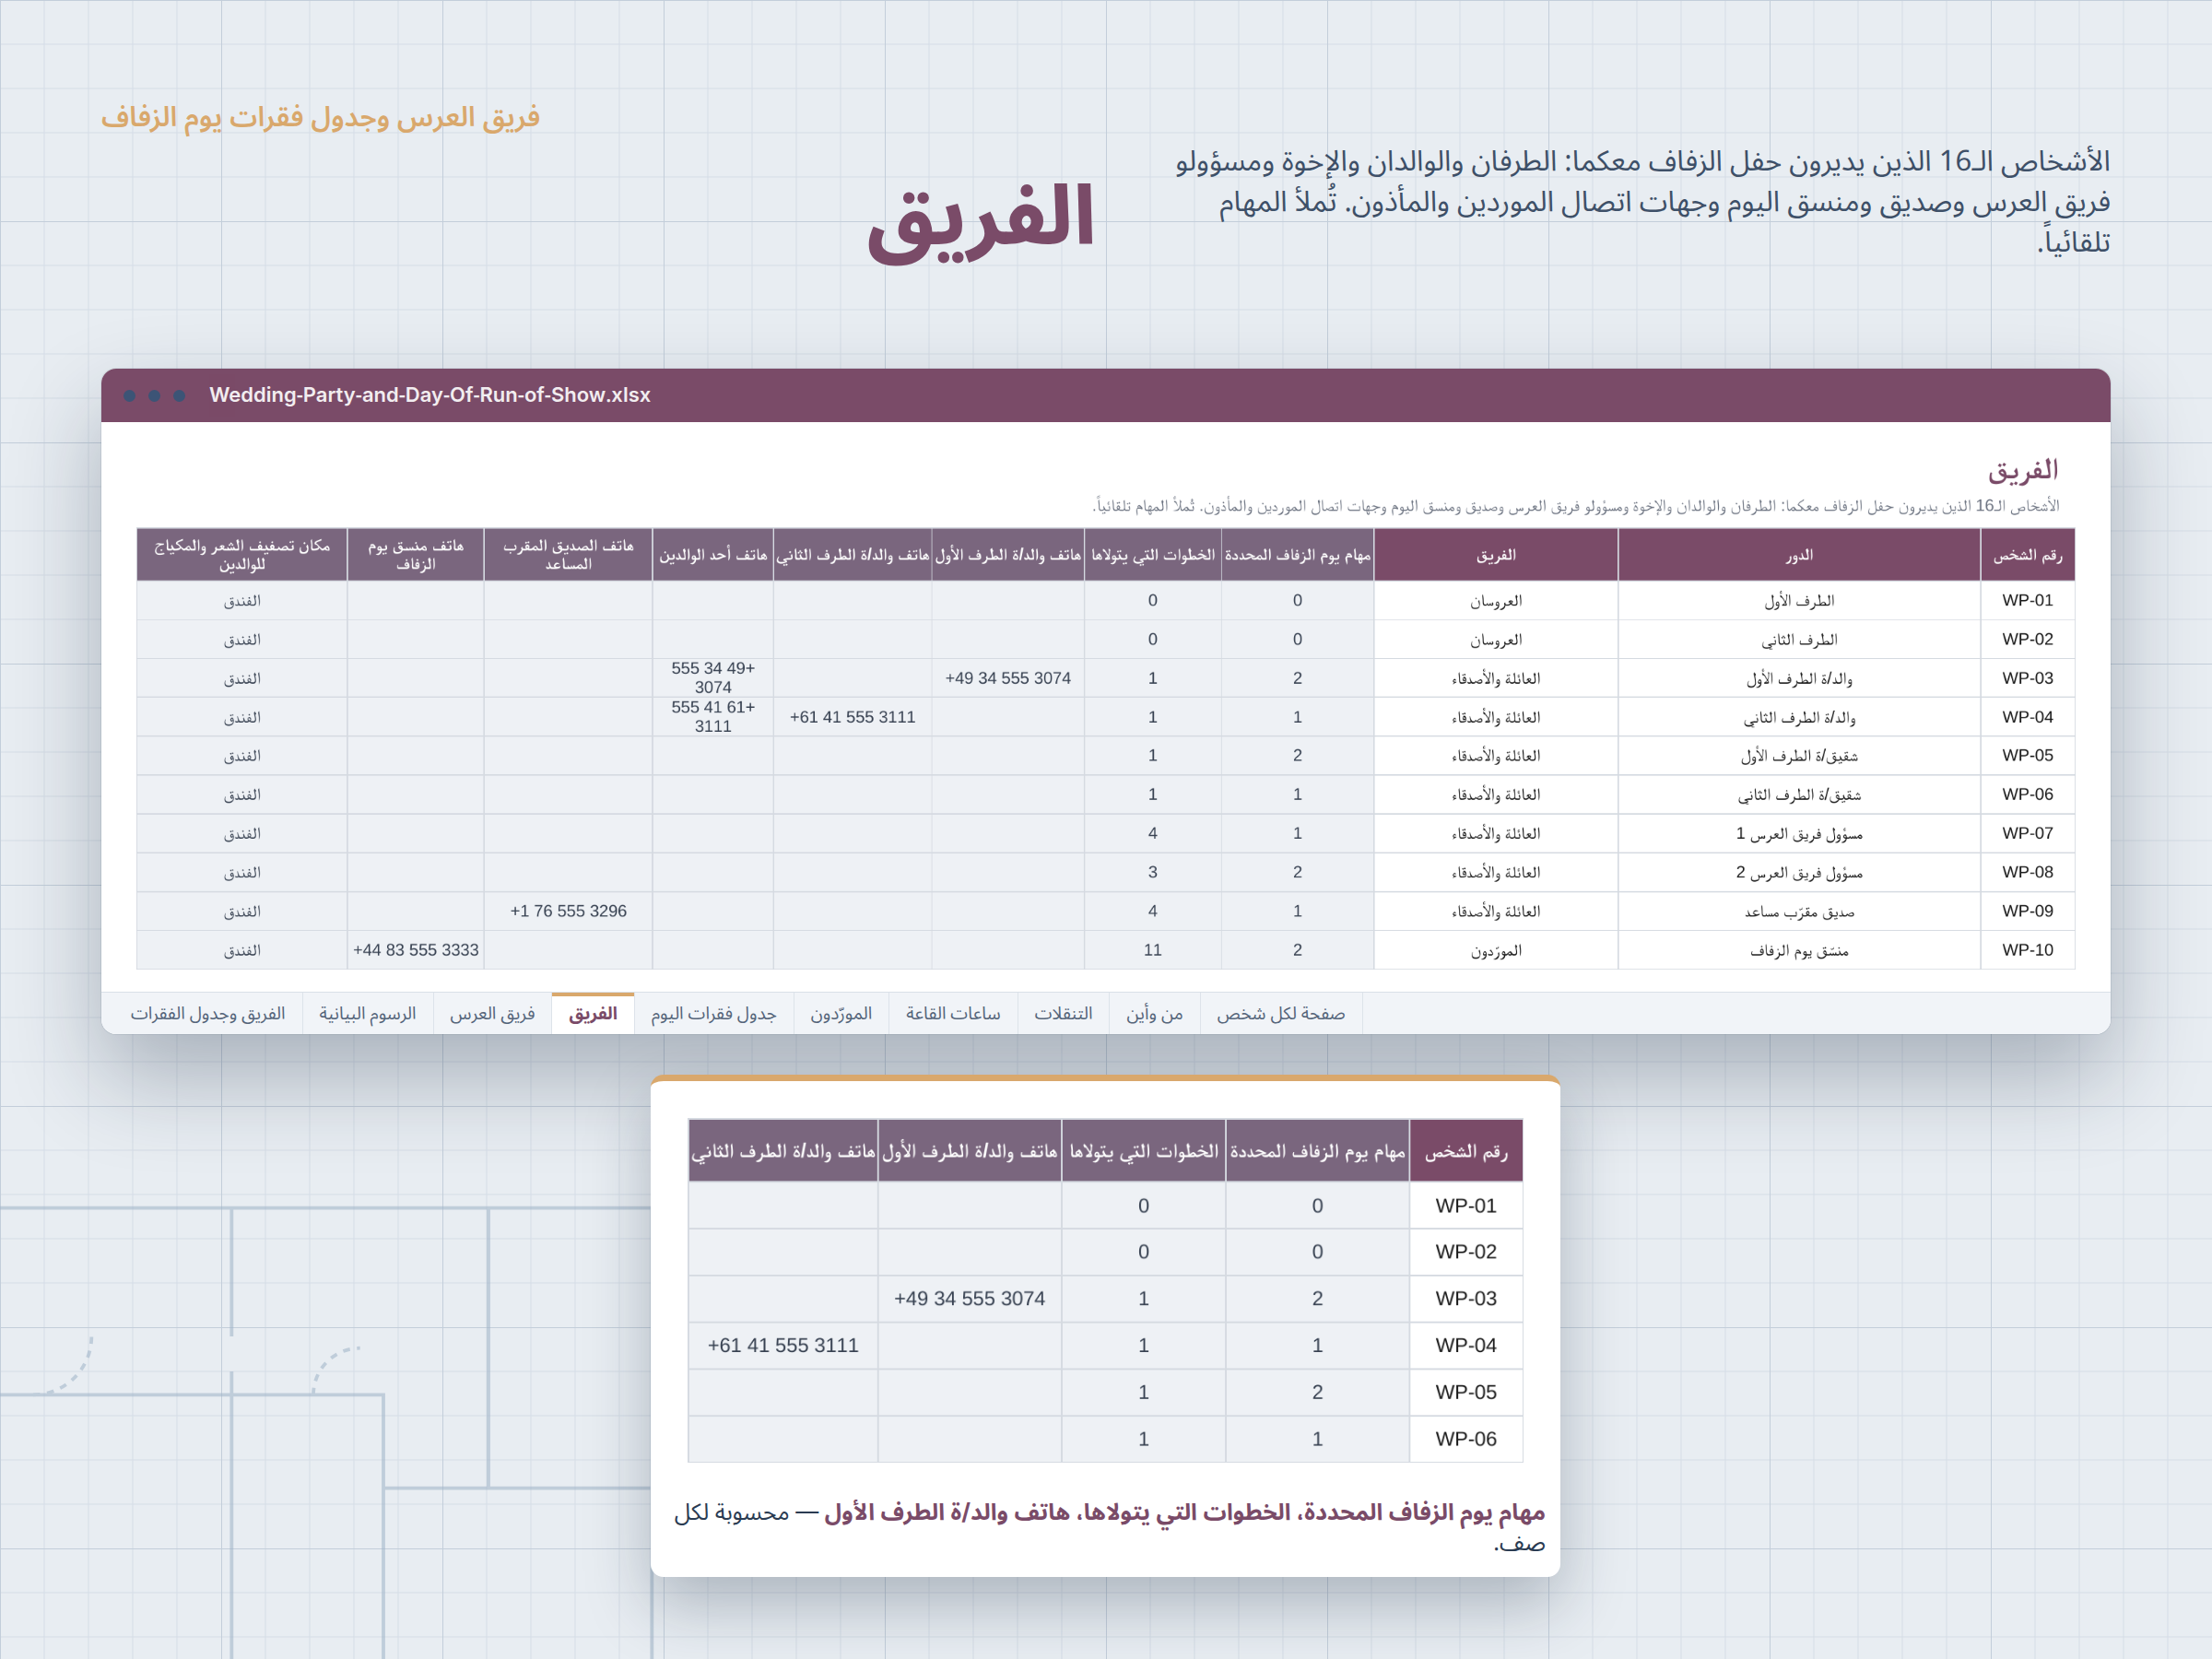 فريق العرس وجدول فقرات يوم الزفاف
الفريق
الأشخاص الـ16 الذين يديرون حفل الزفاف معكما: الطرفان والوالدان والإخوة ومسؤولو
فريق العرس وصديق ومنسق اليوم وجهات اتصال الموردين والمأذون. تُملأ المهام
تلقائياً.
Wedding-Party-and-Day-Of-Run-of-Show.xlsx
الفريق
الأشخاص الـ16 الذين يديرون حفل الزفاف معكما: الطرفان والوالدان والإخوة ومسؤولو فريق العرس وصديق ومنسق اليوم وجهات اتصال الموردين والمأذون. تُملأ المهام تلقائياً.
رقم الشخص الدور الفريق مهام يوم الزفاف المحددة الخطوات التي يتولاها هاتف والد/ة الطرف الأول هاتف والد/ة الطرف الثاني هاتف أحد الوالدين هاتف الصديق المقرب المساعد هاتف منسق يوم الزفاف مكان تصفيف الشعر والمكياج للوالدين
WP-01 الطرف الأول العروسان 0 0 الفندق
WP-02 الطرف الثاني العروسان 0 0 الفندق
WP-03 والد/ة الطرف الأول العائلة والأصدقاء 2 1 +49 34 555 3074 +49 34 555 3074 الفندق
WP-04 والد/ة الطرف الثاني العائلة والأصدقاء 1 1 +61 41 555 3111 +61 41 555 3111 الفندق
WP-05 شقيق/ة الطرف الأول العائلة والأصدقاء 2 1 الفندق
WP-06 شقيق/ة الطرف الثاني العائلة والأصدقاء 1 1 الفندق
WP-07 مسؤول فريق العرس 1 العائلة والأصدقاء 1 4 الفندق
WP-08 مسؤول فريق العرس 2 العائلة والأصدقاء 2 3 الفندق
WP-09 صديق مقرّب مساعد العائلة والأصدقاء 1 4 +1 76 555 3296 الفندق
WP-10 منسّق يوم الزفاف المورّدون 2 11 +44 83 555 3333 الفندق
الفريق وجدول الفقرات الرسوم البيانية فريق العرس الفريق جدول فقرات اليوم المورّدون ساعات القاعة التنقلات من وأين صفحة لكل شخص
رقم الشخص مهام يوم الزفاف المحددة الخطوات التي يتولاها هاتف والد/ة الطرف الأول هاتف والد/ة الطرف الثاني
WP-01 0 0
WP-02 0 0
WP-03 2 1 +49 34 555 3074
WP-04 1 1 +61 41 555 3111
WP-05 2 1
WP-06 1 1
مهام يوم الزفاف المحددة، الخطوات التي يتولاها، هاتف والد/ة الطرف الأول — محسوبة لكل
صف.